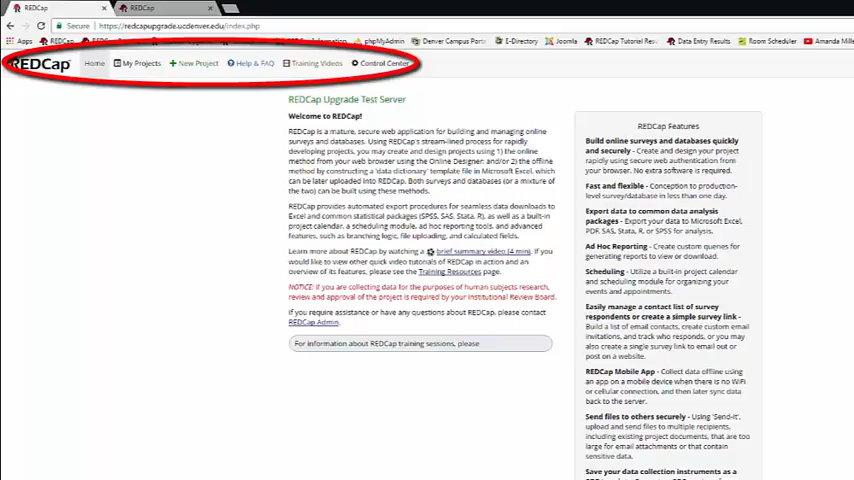 REDCap
REDCap
Secure https://redcapupgrade.ucdenver.edu/index.php
Apps REDCap phpMyAdmin Denver Campus Port E-Directory Joomla REDCap Tutorial Res Data Entry Results Room Scheduler Amanda Mille
REDCap Home My Projects New Project Help & FAQ Training Videos Control Center
REDCap Upgrade Test Server
Welcome to REDCap!
REDCap is a mature, secure web application for building and managing online
surveys and databases. Using REDCap's stream-lined process for rapidly
developing projects, you may create and design projects using 1) the online
method from your web browser using the Online Designer; and/or 2) the offline
method by constructing a 'data dictionary' template file in Microsoft Excel, which
can be later uploaded into REDCap. Both surveys and databases (or a mixture of
the two) can be built using these methods.
REDCap provides automated export procedures for seamless data downloads to
Excel and common statistical packages (SPSS, SAS, Stata, R), as well as a built-in
project calendar, a scheduling module, ad hoc reporting tools, and advanced
features, such as branching logic, file uploading, and calculated fields.
Learn more about REDCap by watching a brief summary video (4 min). If you
would like to view other quick video tutorials of REDCap in action and an
overview of its features, please see the Training Resources page.
NOTICE: If you are collecting data for the purposes of human subjects research,
review and approval of the project is required by your Institutional Review Board.
If you require assistance or have any questions about REDCap, please contact
REDCap Admin.
For information about REDCap training sessions, please
REDCap Features
Build online surveys and databases quickly
and securely - Create and design your project
rapidly using secure web authentication from
your browser. No extra software is required.
Fast and flexible - Conception to production-
level survey/database in less than one day.
Export data to common data analysis
packages - Export your data to Microsoft Excel,
PDF, SAS, Stata, R, or SPSS for analysis.
Ad Hoc Reporting - Create custom queries for
generating reports to view or download.
Scheduling - Utilize a built-in project calendar
and scheduling module for organizing your
events and appointments.
Easily manage a contact list of survey
respondents or create a simple survey link -
Build a list of email contacts, create custom email
invitations, and track who responds, or you may
also create a single survey link to email out or
post on a website.
REDCap Mobile App - Collect data offline using
an app on a mobile device when there is no WiFi
or cellular connection, and then later sync data
back to the server.
Send files to others securely - Using 'Send-It',
upload and send files to multiple recipients,
including existing project documents, that are too
large for email attachments or that contain
sensitive data.
Save your data collection instruments as a